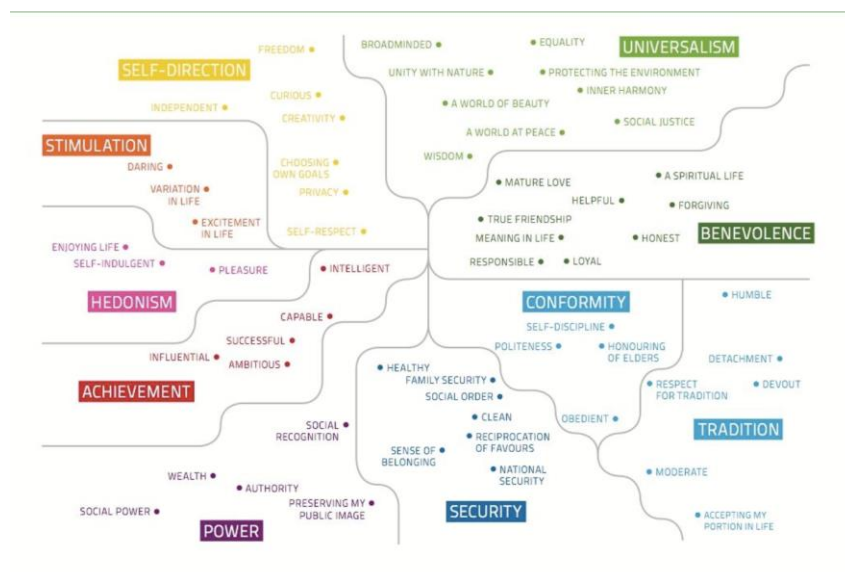 SELF-DIRECTION
FREEDOM
CURIOUS
INDEPENDENT
CREATIVITY
CHOOSING
OWN GOALS
PRIVACY
SELF-RESPECT
BROADMINDED
EQUALITY
UNIVERSALISM
UNITY WITH NATURE
PROTECTING THE ENVIRONMENT
INNER HARMONY
A WORLD OF BEAUTY
SOCIAL JUSTICE
A WORLD AT PEACE
WISDOM
STIMULATION
DARING
VARIATION
IN LIFE
EXCITEMENT
IN LIFE
MATURE LOVE
A SPIRITUAL LIFE
HELPFUL
FORGIVING
TRUE FRIENDSHIP
MEANING IN LIFE
HONEST
BENEVOLENCE
RESPONSIBLE
LOYAL
ENJOYING LIFE
SELF-INDULGENT
PLEASURE
HEDONISM
INTELLIGENT
CAPABLE
SUCCESSFUL
INFLUENTIAL
AMBITIOUS
ACHIEVEMENT
CONFORMITY
SELF-DISCIPLINE
POLITENESS
HONOURING
OF ELDERS
OBEDIENT
HUMBLE
DETACHMENT
RESPECT
FOR TRADITION
DEVOUT
TRADITION
MODERATE
ACCEPTING MY
PORTION IN LIFE
HEALTHY
FAMILY SECURITY
SOCIAL ORDER
CLEAN
RECIPROCATION
OF FAVOURS
SENSE OF
BELONGING
NATIONAL
SECURITY
SECURITY
SOCIAL
RECOGNITION
WEALTH
AUTHORITY
PRESERVING MY
PUBLIC IMAGE
SOCIAL POWER
POWER